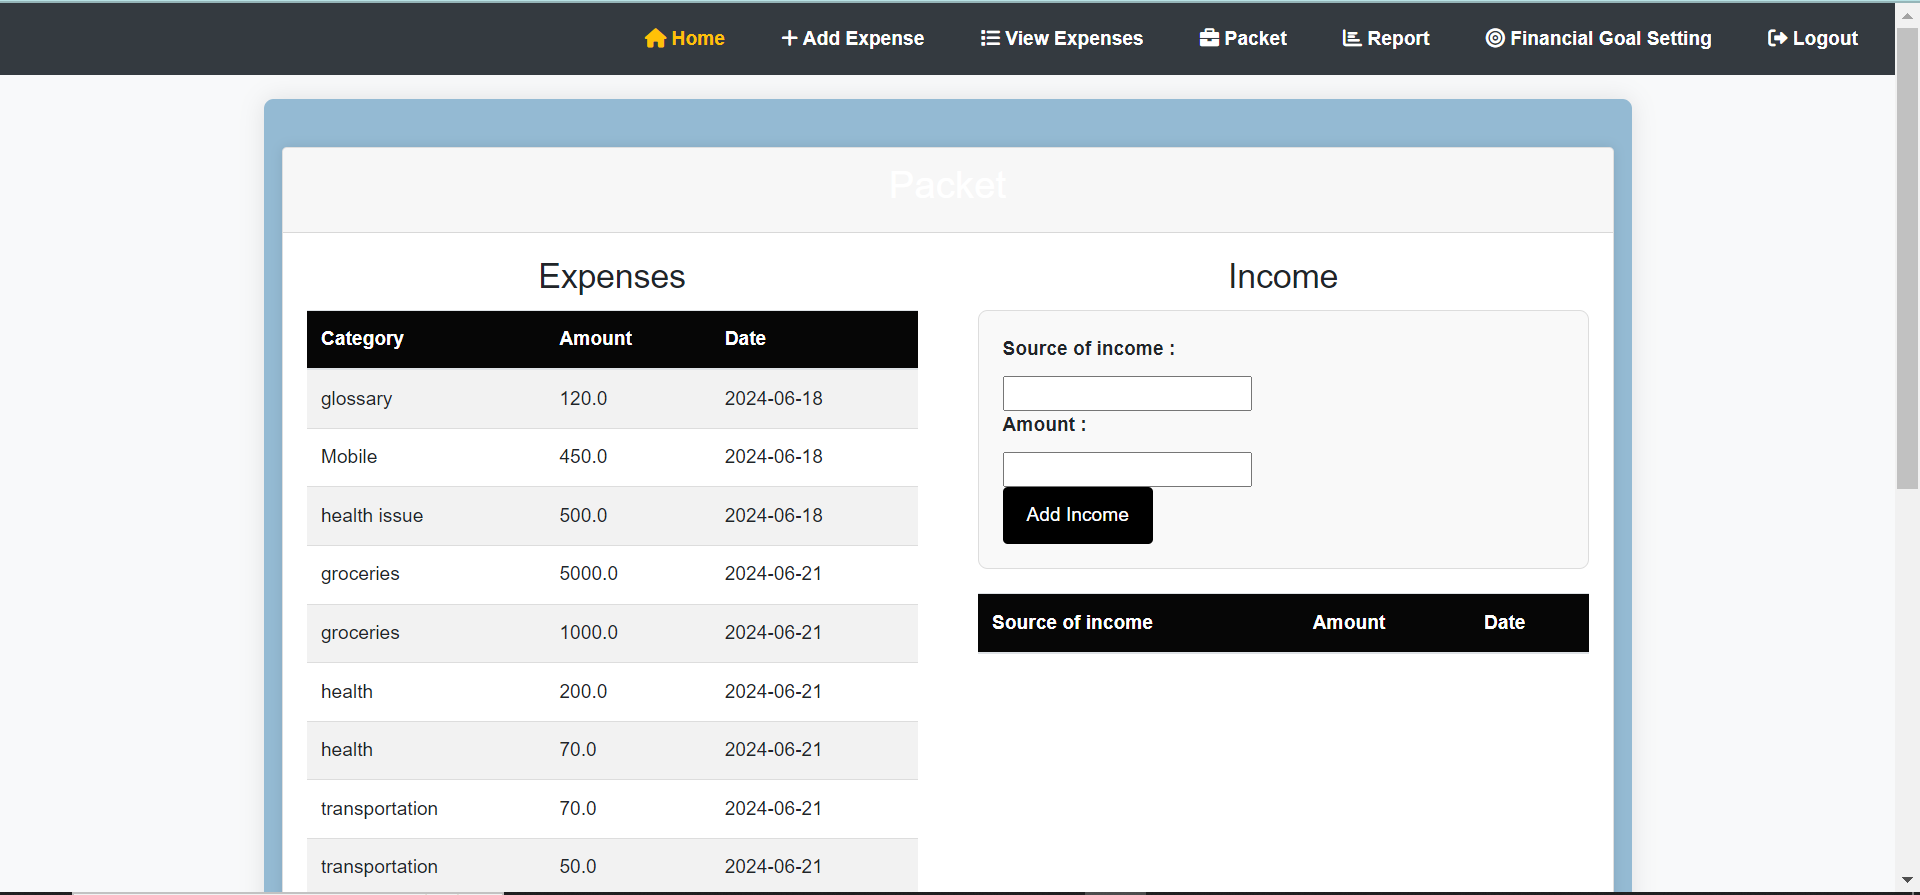 Home Add Expense View Expenses Packet Report Financial Goal Setting Logout
Packet
Expenses
Category Amount Date
glossary 120.0 2024-06-18
Mobile 450.0 2024-06-18
health issue 500.0 2024-06-18
groceries 5000.0 2024-06-21
groceries 1000.0 2024-06-21
health 200.0 2024-06-21
health 70.0 2024-06-21
transportation 70.0 2024-06-21
transportation 50.0 2024-06-21
Income
Source of income :
Amount :
Add Income
Source of income Amount Date